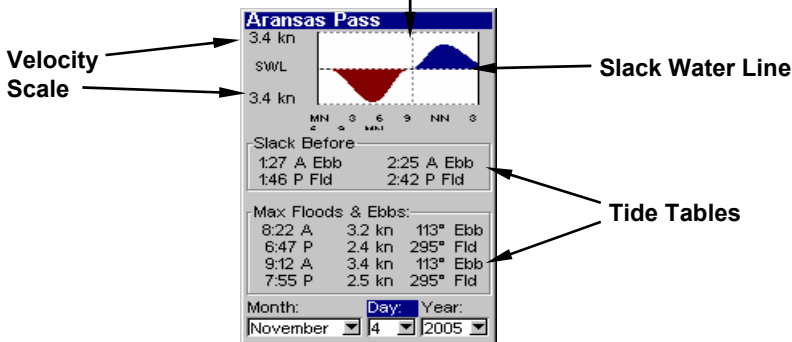 Aransas Pass
3.4 kn
Velocity
Scale
SWL
Slack Water Line
3.4 kn
MN 3 6 9 NN 3
6 9 MN
Slack Before
1:27 A Ebb 2:25 A Ebb
1:46 P Fld 2:42 P Fld
Tide Tables
Max Floods & Ebbs:
8:22 A 3.2 kn 113° Ebb
6:47 P 2.4 kn 295° Fld
9:12 A 3.4 kn 113° Ebb
7:55 P 2.5 kn 295° Fld
Month: Day: Year:
November 4 2005